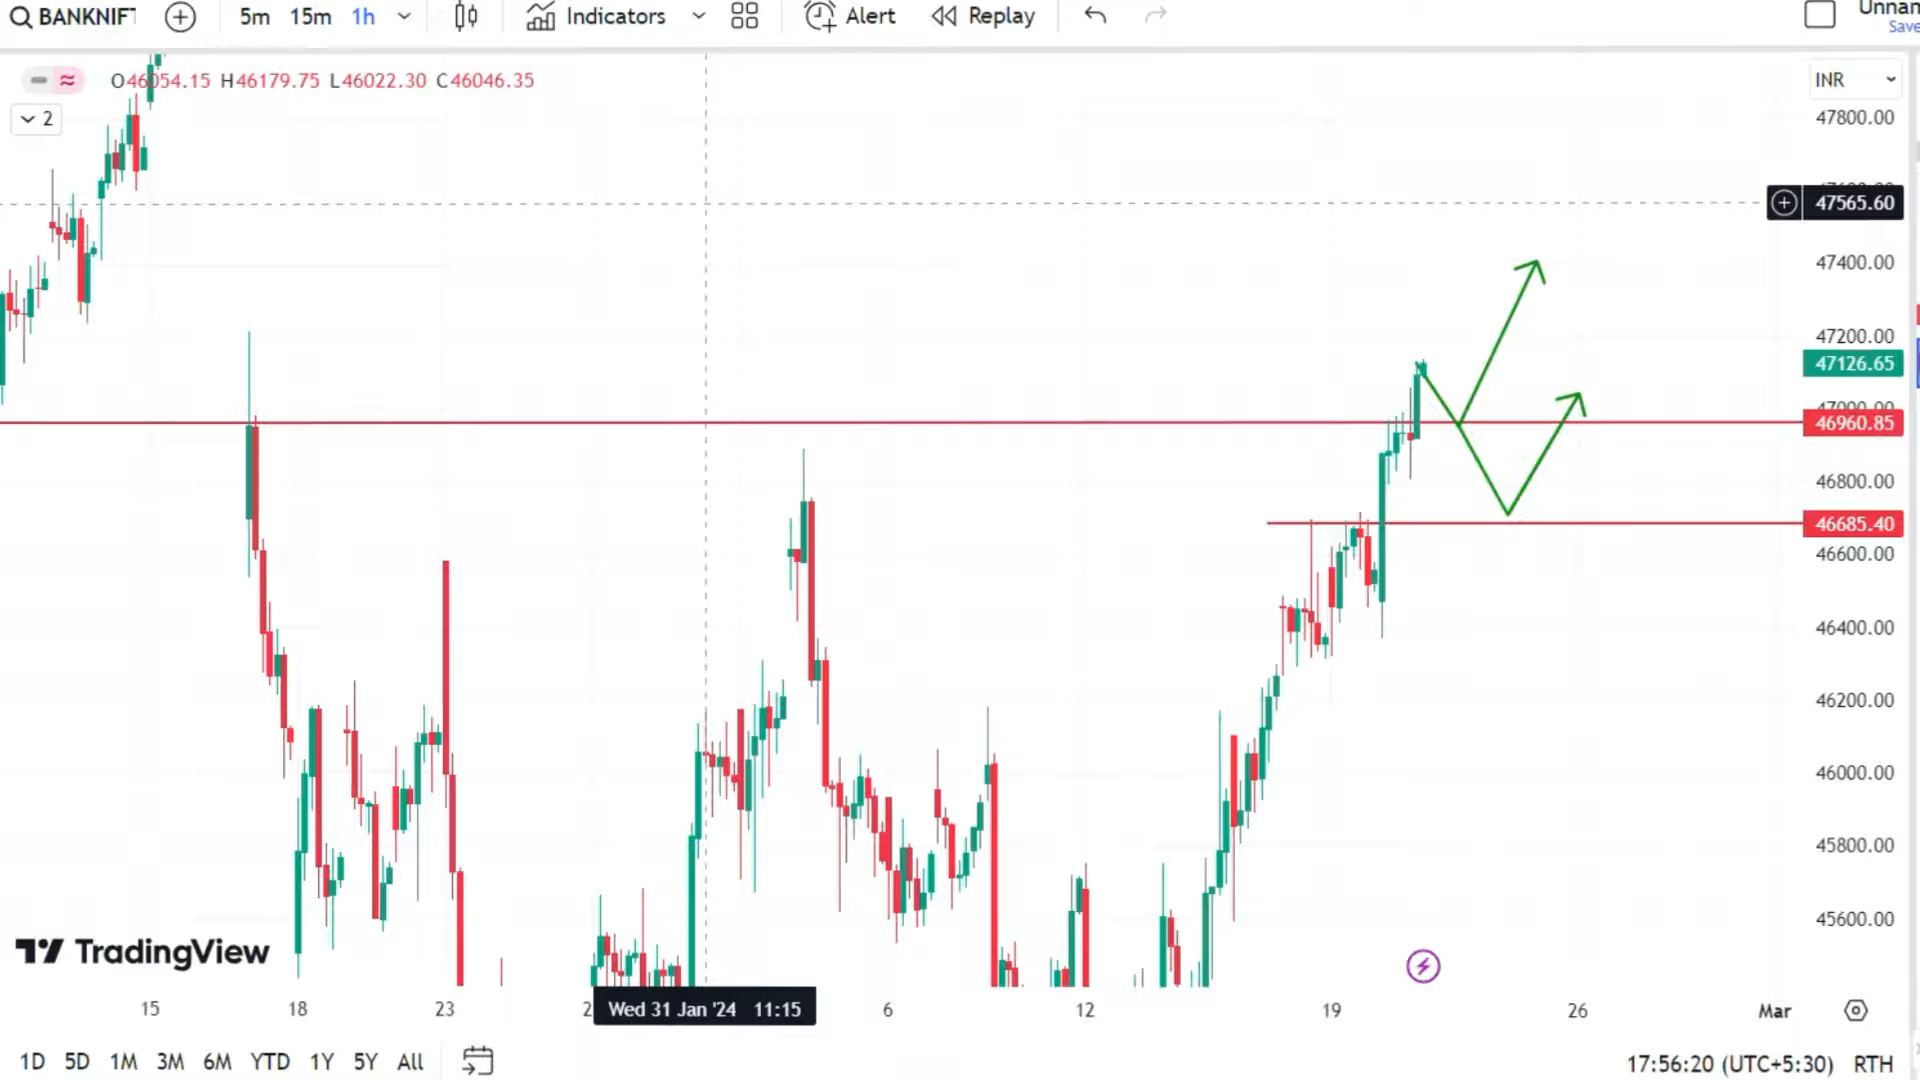 BANKNIFT
5m 15m 1h
Indicators
Alert
Replay
Save
O46054.15 H46179.75 L46022.30 C46046.35
2
INR
47800.00
47565.60
47400.00
47200.00
47126.65
47000.00
46960.85
46800.00
46685.40
46600.00
46400.00
46200.00
46000.00
45800.00
45600.00
TradingView
15 18 23 2 Wed 31 Jan '24 11:15 6 12 19 26 Mar
1D 5D 1M 3M 6M YTD 1Y 5Y All
17:56:20 (UTC+5:30) RTH